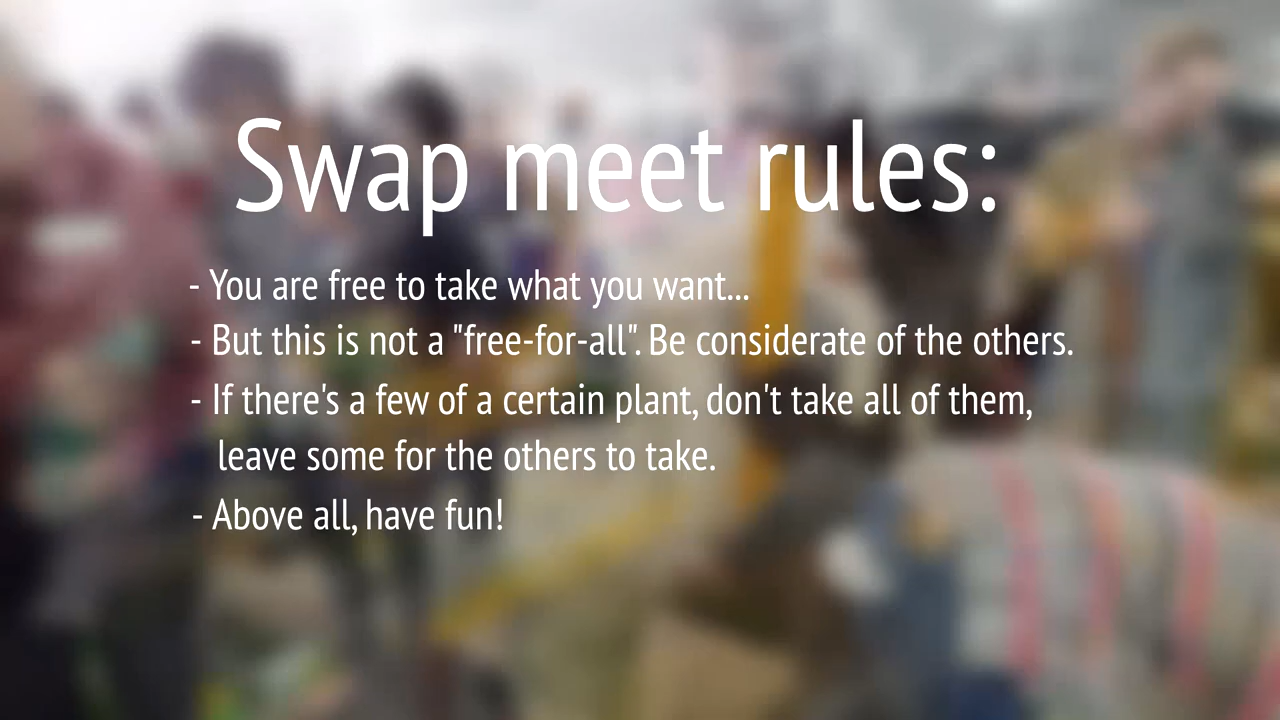 Swap meet rules:
- You are free to take what you want...
- But this is not a "free-for-all". Be considerate of the others.
- If there's a few of a certain plant, don't take all of them,
leave some for the others to take.
- Above all, have fun!